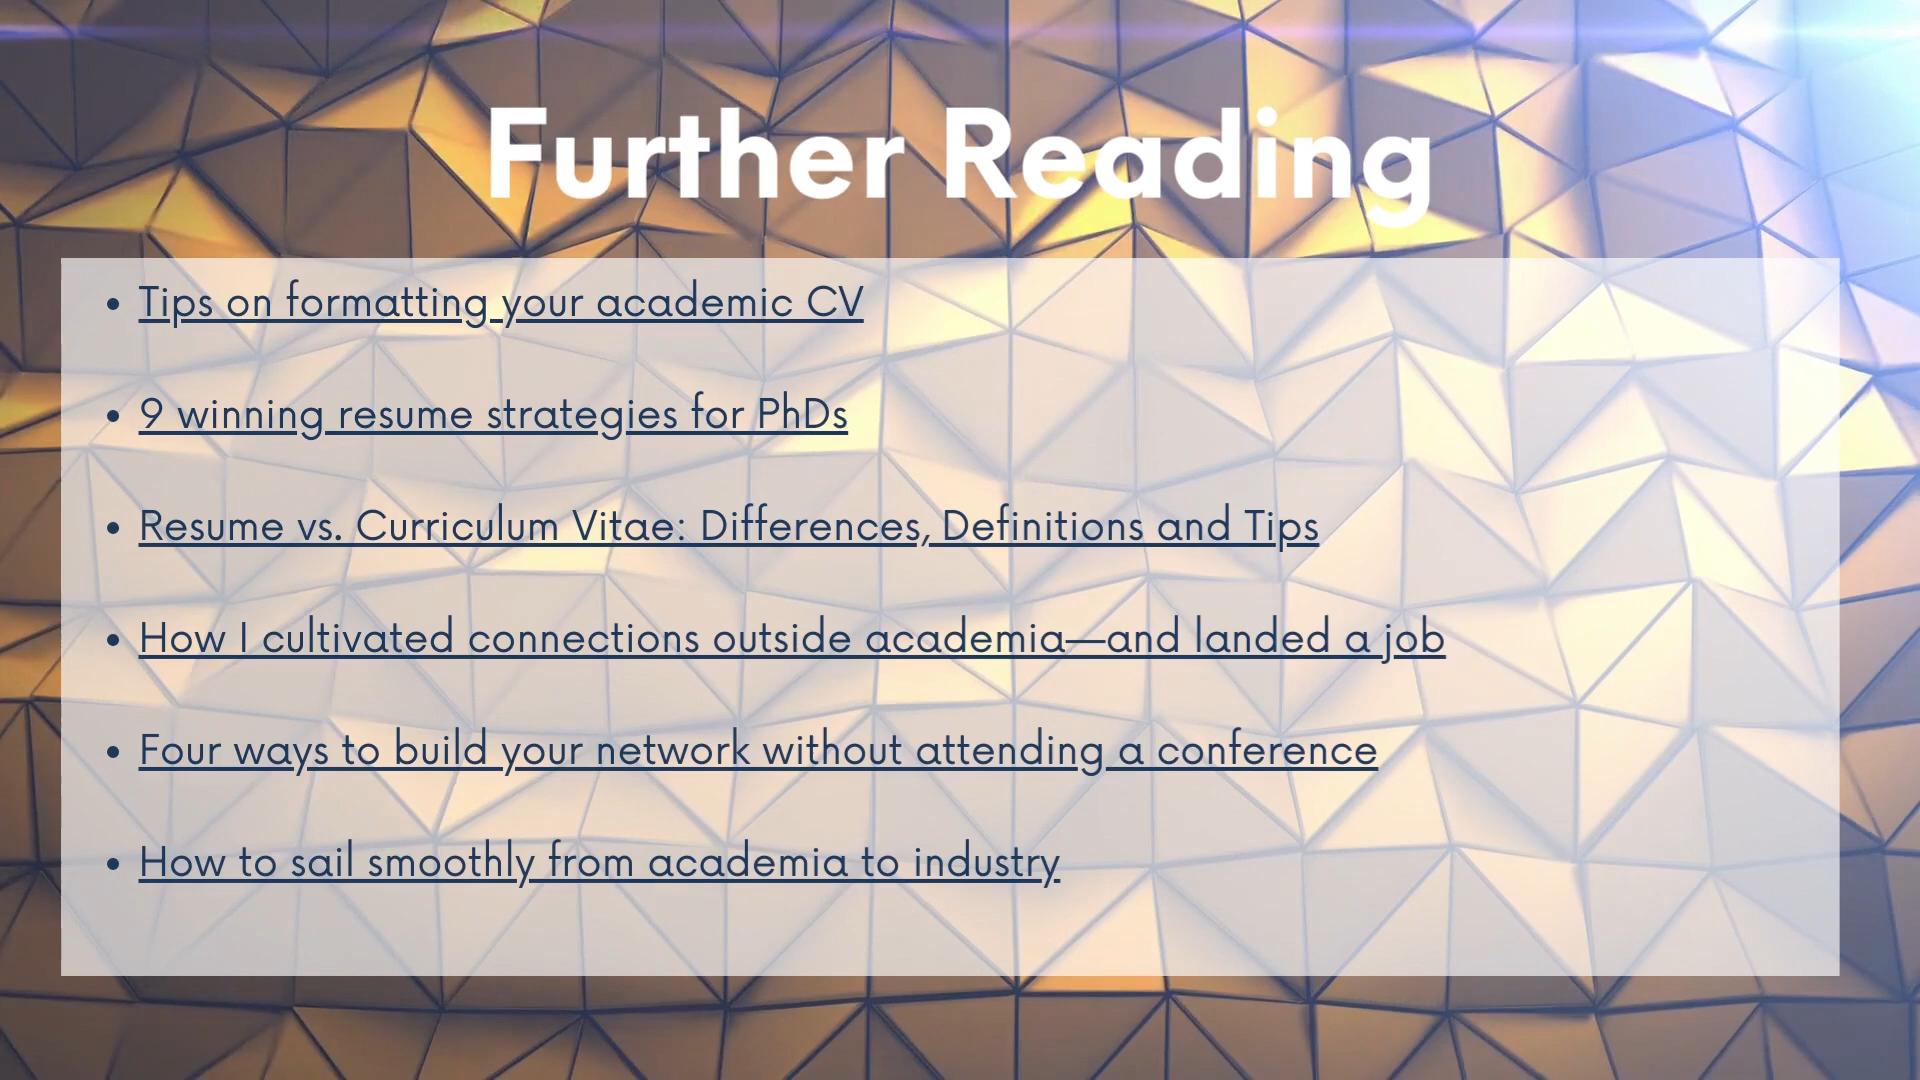 Further Reading
• Tips on formatting your academic CV
• 9 winning resume strategies for PhDs
• Resume vs. Curriculum Vitae: Differences, Definitions and Tips
• How I cultivated connections outside academia—and landed a job
• Four ways to build your network without attending a conference
• How to sail smoothly from academia to industry